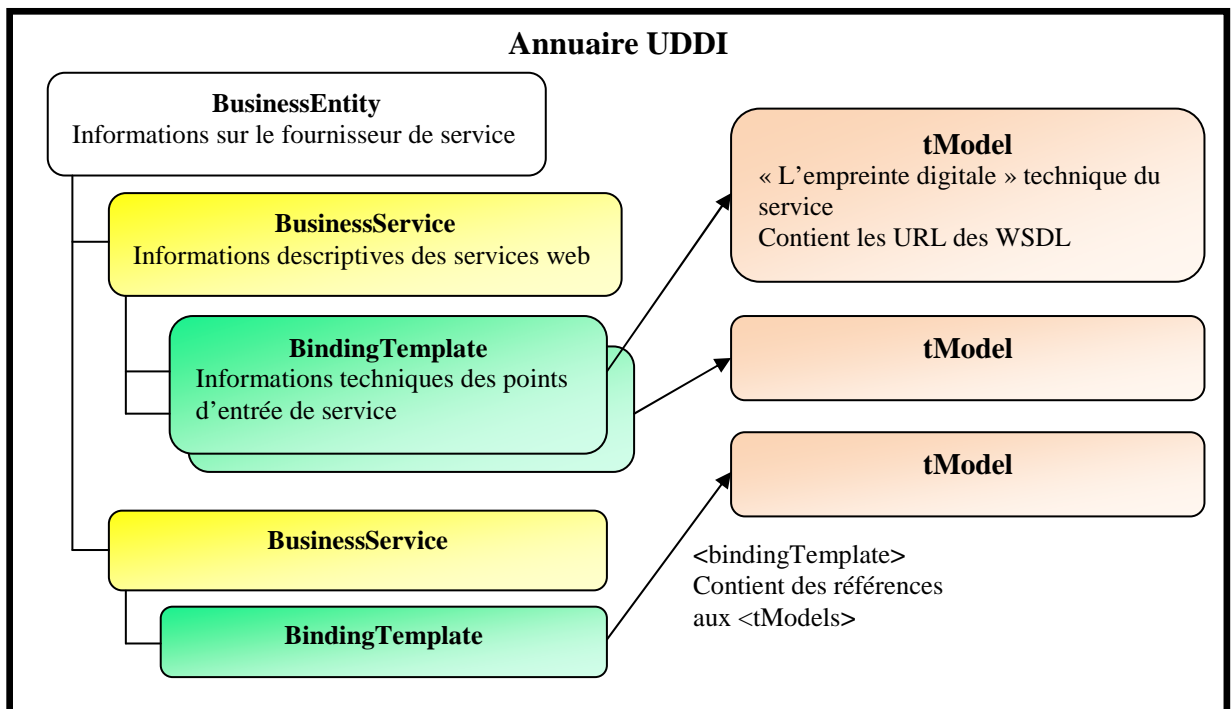 Annuaire UDDI
BusinessEntity
Informations sur le fournisseur de service
BusinessService
Informations descriptives des services web
BindingTemplate
Informations techniques des points
d’entrée de service
BusinessService
BindingTemplate
tModel
« L’empreinte digitale » technique du
service
Contient les URL des WSDL
tModel
tModel
<bindingTemplate>
Contient des références
aux <tModels>